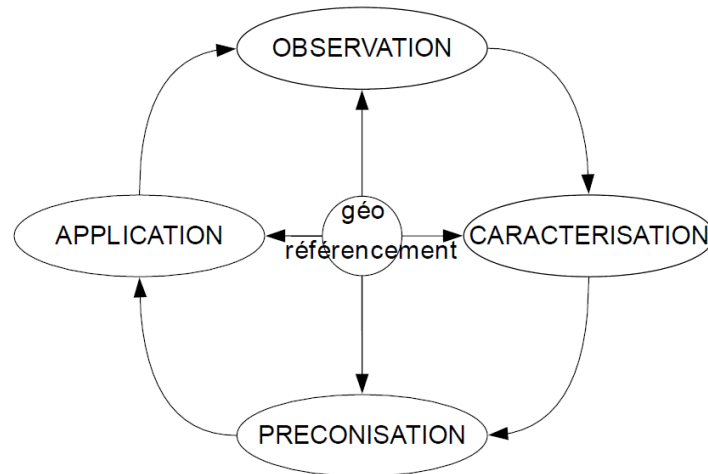 OBSERVATION
géo
APPLICATION
référencement
CARACTERISATION
PRECONISATION